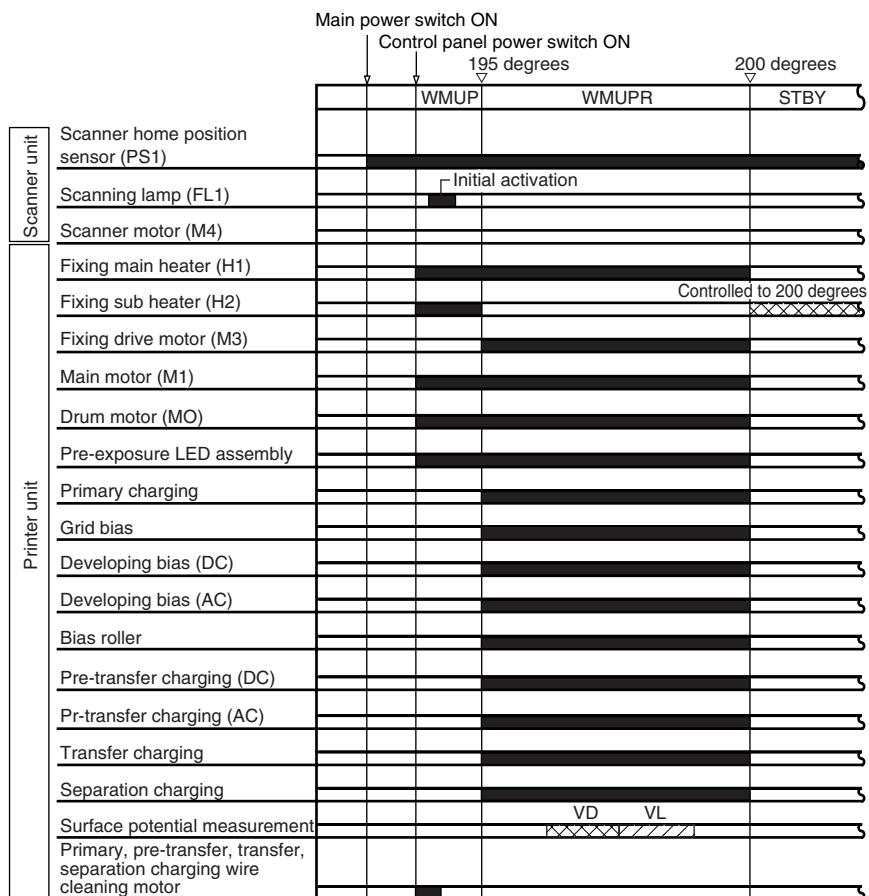 Main power switch ON
Control panel power switch ON
195 degrees
200 degrees
WMUP
WMUPR
STBY
Scanner unit
Scanner home position
sensor (PS1)
Scanning lamp (FL1)
Initial activation
Scanner motor (M4)
Printer unit
Fixing main heater (H1)
Fixing sub heater (H2)
Controlled to 200 degrees
Fixing drive motor (M3)
Main motor (M1)
Drum motor (MO)
Pre-exposure LED assembly
Primary charging
Grid bias
Developing bias (DC)
Developing bias (AC)
Bias roller
Pre-transfer charging (DC)
Pr-transfer charging (AC)
Transfer charging
Separation charging
Surface potential measurement
VD
VL
Primary, pre-transfer, transfer,
separation charging wire
cleaning motor